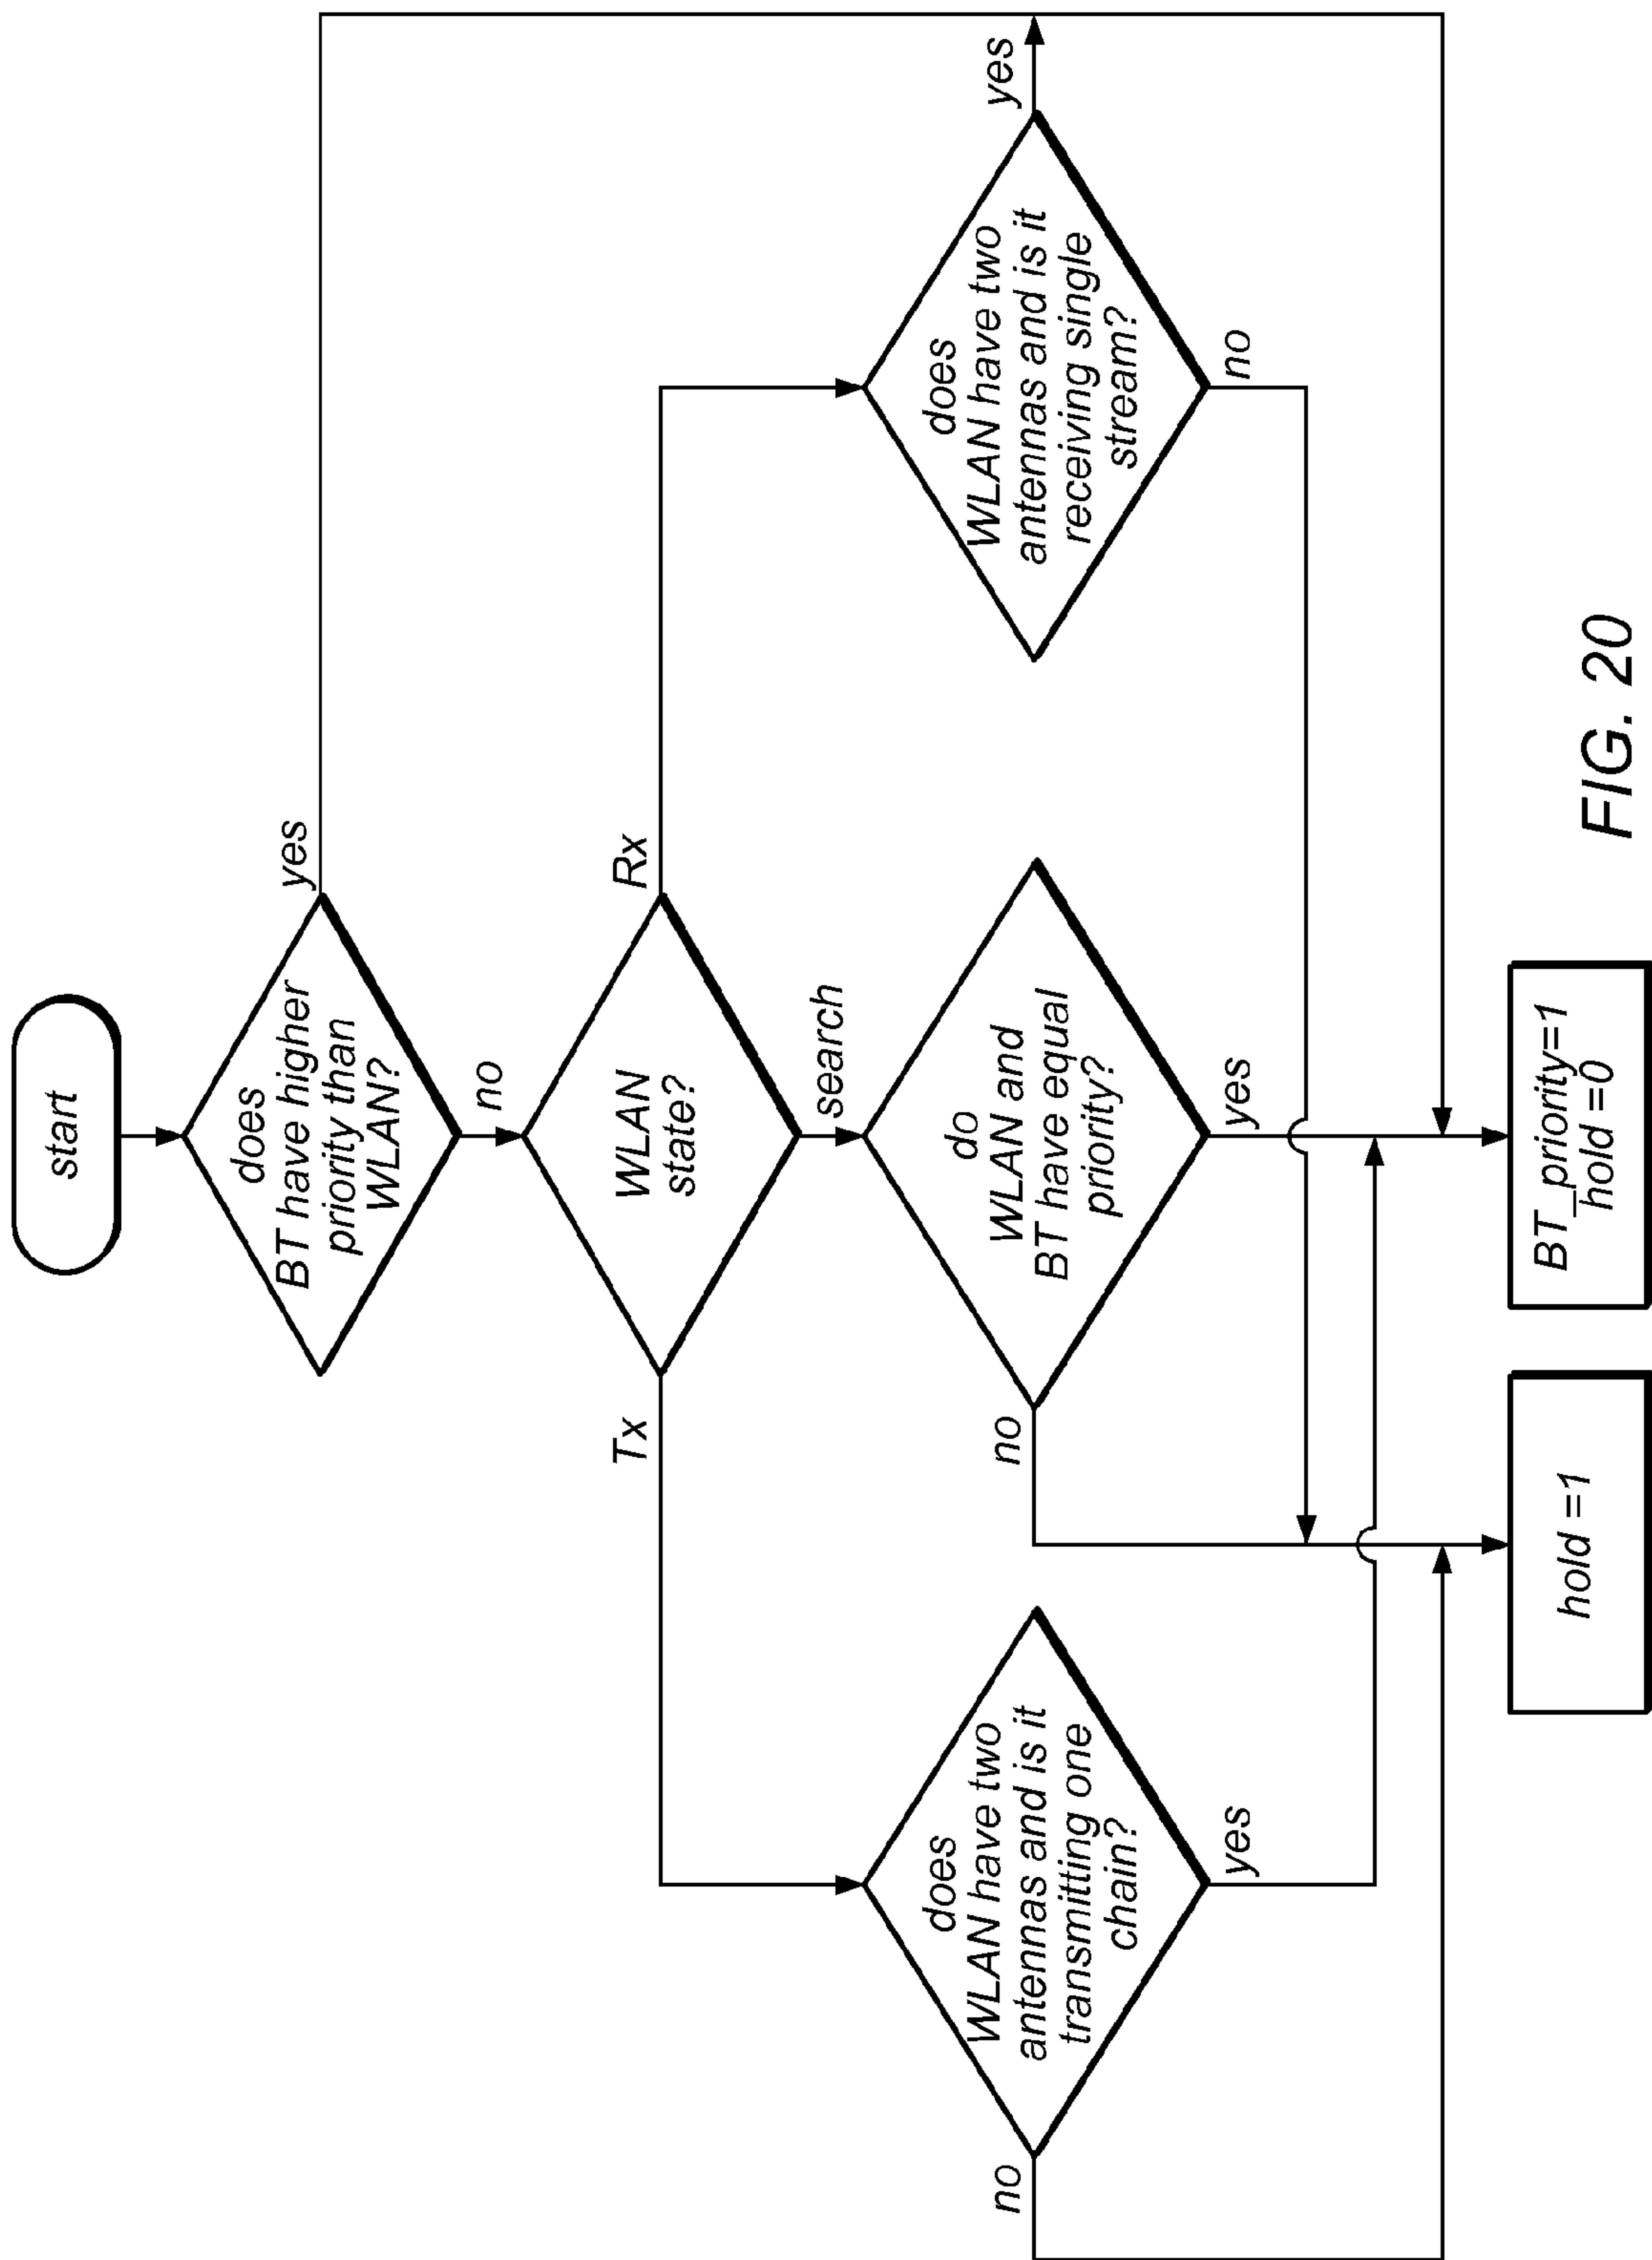 start
does
BT have higher
priority than
WLAN?
yes
no
WLAN
state?
Tx
Rx
search
does
WLAN have two
antennas and is it
transmitting one
chain?
no
yes
do
WLAN and
BT have equal
priority?
no
yes
does
WLAN have two
antennas and is it
receiving single
stream?
yes
no
hold =1
BT_priority=1
hold =0
FIG. 20